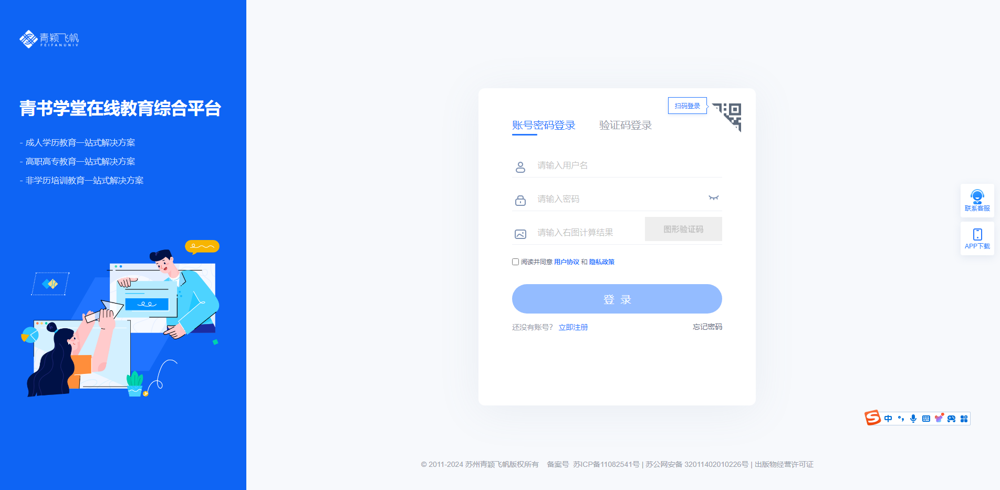 青颖飞帆
FEIFANUNIV
青书学堂在线教育综合平台
- 成人学历教育一站式解决方案
- 高职高专教育一站式解决方案
- 非学历培训教育一站式解决方案
扫码登录
账号密码登录 验证码登录
请输入用户名
请输入密码
请输入右图计算结果 图形验证码
阅读并同意 用户协议 和 隐私政策
登 录
还没有账号? 立即注册 忘记密码
联系客服
APP下载
S 中
© 2011-2024 苏州青颖飞帆版权所有 备案号 苏ICP备11082541号 | 苏公网安备 32011402010226号 | 出版物经营许可证